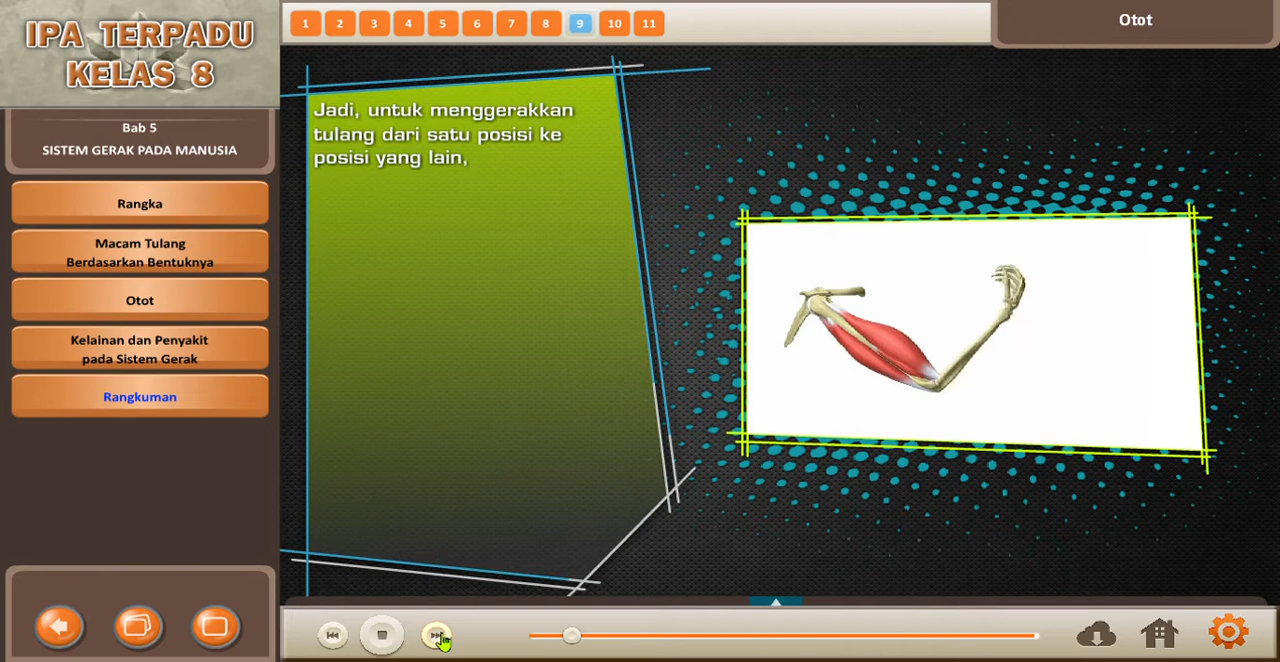 IPA TERPADU
KELAS 8
Bab 5
SISTEM GERAK PADA MANUSIA
Rangka
Macam Tulang
Berdasarkan Bentuknya
Otot
Kelainan dan Penyakit
pada Sistem Gerak
Rangkuman
1 2 3 4 5 6 7 8 9 10 11
Otot
Jadi, untuk menggerakkan
tulang dari satu posisi ke
posisi yang lain,